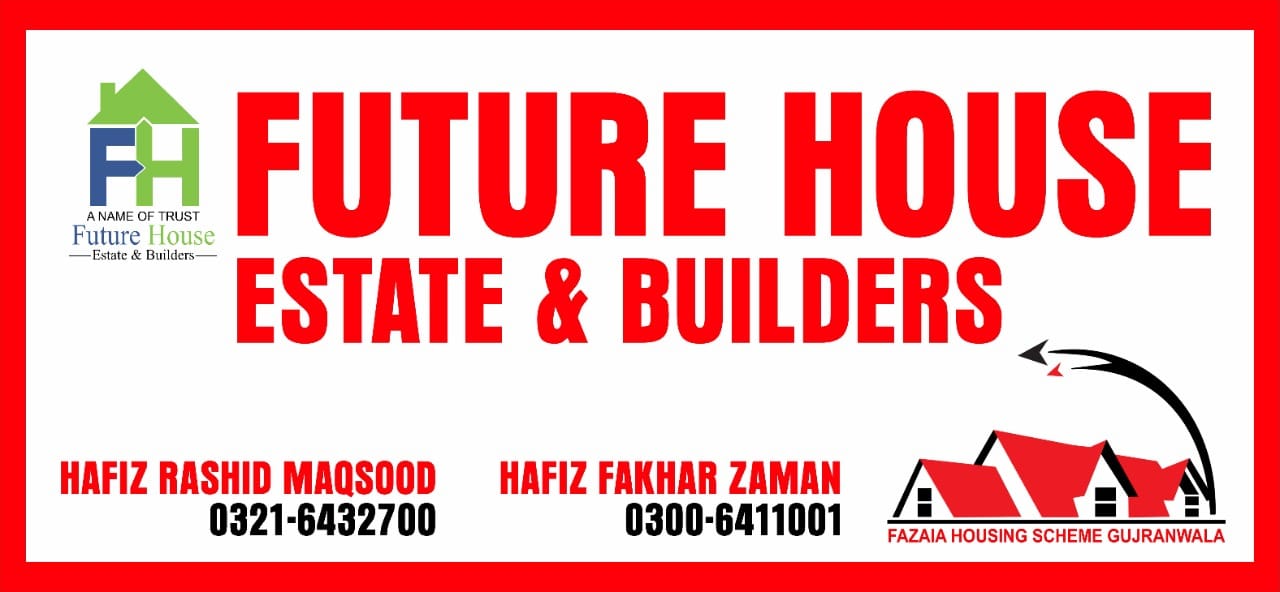 FH
A NAME OF TRUST
Future House
Estate & Builders
FUTURE HOUSE
ESTATE & BUILDERS
HAFIZ RASHID MAQSOOD
0321-6432700
HAFIZ FAKHAR ZAMAN
0300-6411001
FAZAIA HOUSING SCHEME GUJRANWALA